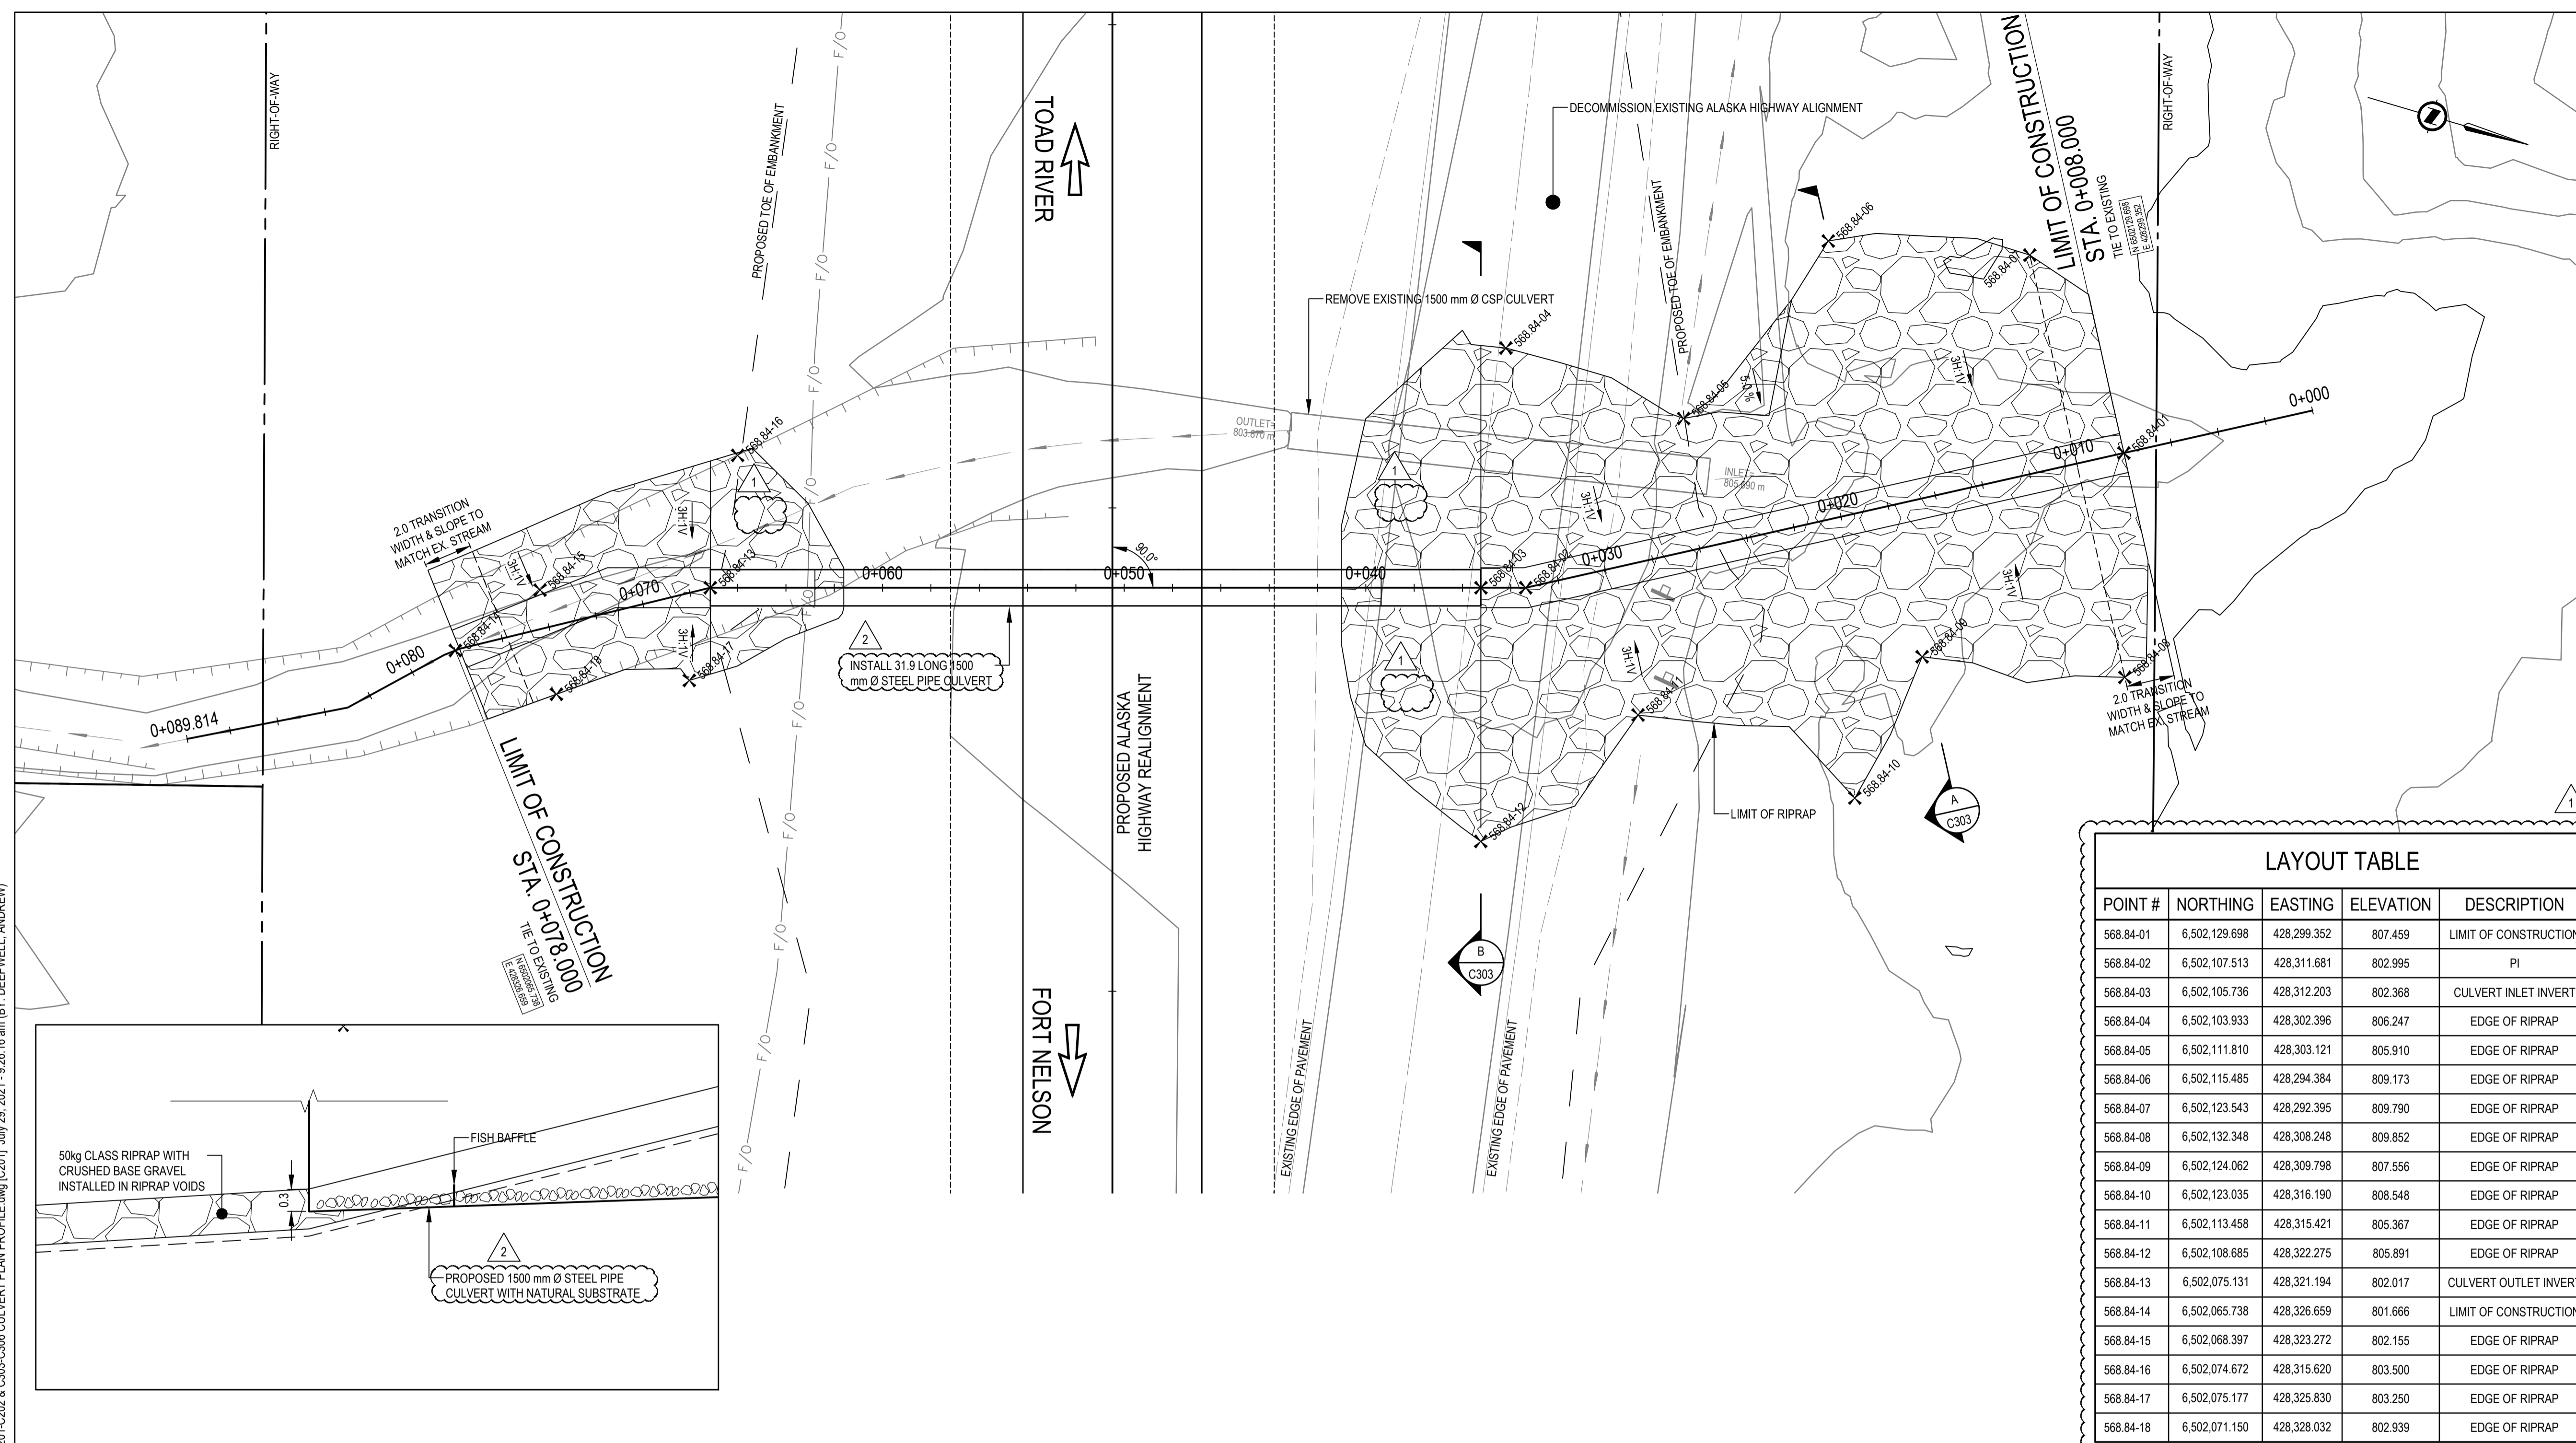 RIGHT-OF-WAY
PROPOSED TOE OF EMBANKMENT
F/O
F/O
F/O
F/O
F/O
F/O
F/O
F/O
F/O
F/O
F/O
F/O
F/O
TOAD RIVER
DECOMMISSION EXISTING ALASKA HIGHWAY ALIGNMENT
REMOVE EXISTING 1500 mm Ø CSP CULVERT
PROPOSED TOE OF EMBANKMENT
LIMIT OF CONSTRUCTION
STA. 0+008.000
TIE TO EXISTING
N 6502129.698
E 428299.352
RIGHT-OF-WAY
568.84-06
568.84-07
568.84-04
568.84-05
5.0 %
3H:1V
0+000
568.84-01
0+010
0+020
0+030
568.84-02
568.84-03
0+040
0+050
0+060
90.0°
OUTLET=
803.870 m
INLET=
1
1
1
3H:1V
3H:1V
3H:1V
568.84-09
568.84-08
568.84-10
568.84-11
568.84-12
2.0 TRANSITION
WIDTH & SLOPE TO
MATCH EX. STREAM
A
C303
B
C303
LIMIT OF RIPRAP
568.84-16
2.0 TRANSITION
WIDTH & SLOPE TO
MATCH EX. STREAM
3H:1V
3H:1V
3H:1V
568.84-15
568.84-13
0+070
568.84-14
568.84-18
568.84-17
0+080
0+089.814
2
INSTALL 31.9 LONG 1500
mm Ø STEEL PIPE CULVERT
PROPOSED ALASKA
HIGHWAY REALIGNMENT
LIMIT OF CONSTRUCTION
STA. 0+078.000
TIE TO EXISTING
N 6502065.738
E 428326.659
FORT NELSON
EXISTING EDGE OF PAVEMENT
EXISTING EDGE OF PAVEMENT
50kg CLASS RIPRAP WITH
CRUSHED BASE GRAVEL
INSTALLED IN RIPRAP VOIDS
0.3
FISH BAFFLE
2
PROPOSED 1500 mm Ø STEEL PIPE
CULVERT WITH NATURAL SUBSTRATE
1
LAYOUT TABLE
POINT # NORTHING EASTING ELEVATION DESCRIPTION
568.84-01 6,502,129.698 428,299.352 807.459 LIMIT OF CONSTRUCTION
568.84-02 6,502,107.513 428,311.681 802.995 PI
568.84-03 6,502,105.736 428,312.203 802.368 CULVERT INLET INVERT
568.84-04 6,502,103.933 428,302.396 806.247 EDGE OF RIPRAP
568.84-05 6,502,111.810 428,303.121 805.910 EDGE OF RIPRAP
568.84-06 6,502,115.485 428,294.384 809.173 EDGE OF RIPRAP
568.84-07 6,502,123.543 428,292.395 809.790 EDGE OF RIPRAP
568.84-08 6,502,132.348 428,308.248 809.852 EDGE OF RIPRAP
568.84-09 6,502,124.062 428,309.798 807.556 EDGE OF RIPRAP
568.84-10 6,502,123.035 428,316.190 808.548 EDGE OF RIPRAP
568.84-11 6,502,113.458 428,315.421 805.367 EDGE OF RIPRAP
568.84-12 6,502,108.685 428,322.275 805.891 EDGE OF RIPRAP
568.84-13 6,502,075.131 428,321.194 802.017 CULVERT OUTLET INVERT
568.84-14 6,502,065.738 428,326.659 801.666 LIMIT OF CONSTRUCTION
568.84-15 6,502,068.397 428,323.272 802.155 EDGE OF RIPRAP
568.84-16 6,502,074.672 428,315.620 803.500 EDGE OF RIPRAP
568.84-17 6,502,075.177 428,325.830 803.250 EDGE OF RIPRAP
568.84-18 6,502,071.150 428,328.032 802.939 EDGE OF RIPRAP